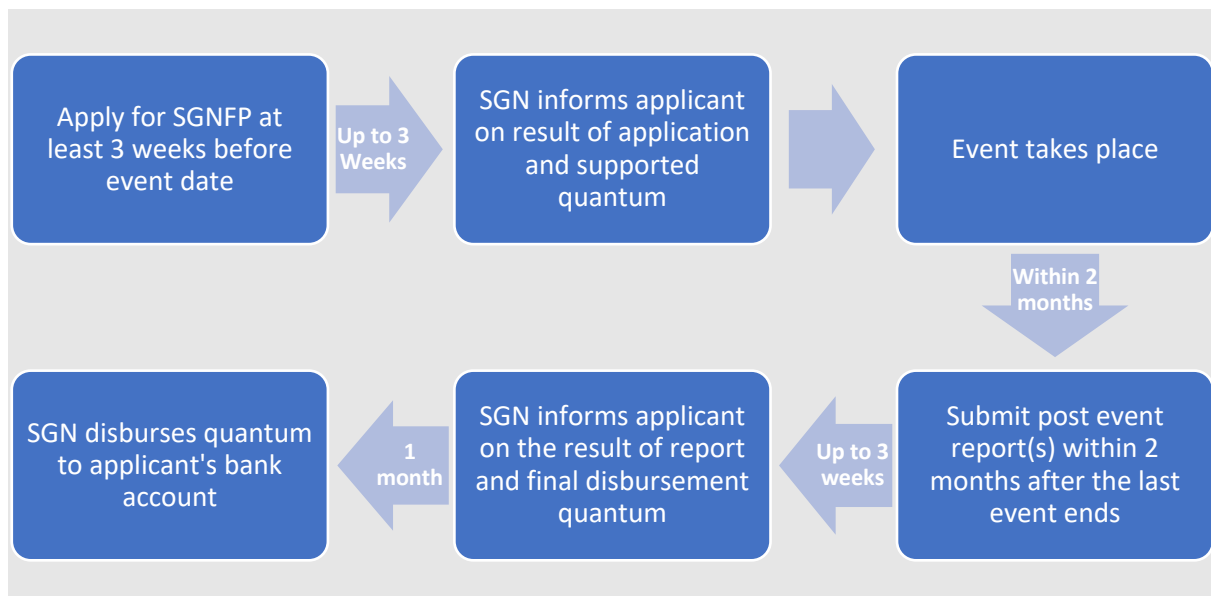 Apply for SGNFP at
least 3 weeks before
event date
Up to 3
Weeks
SGN informs applicant
on result of application
and supported
quantum
Event takes place
Within 2
months
Submit post event
report(s) within 2
months after the last
event ends
Up to 3
weeks
SGN informs applicant
on the result of report
and final disbursement
quantum
1
month
SGN disburses quantum
to applicant's bank
account